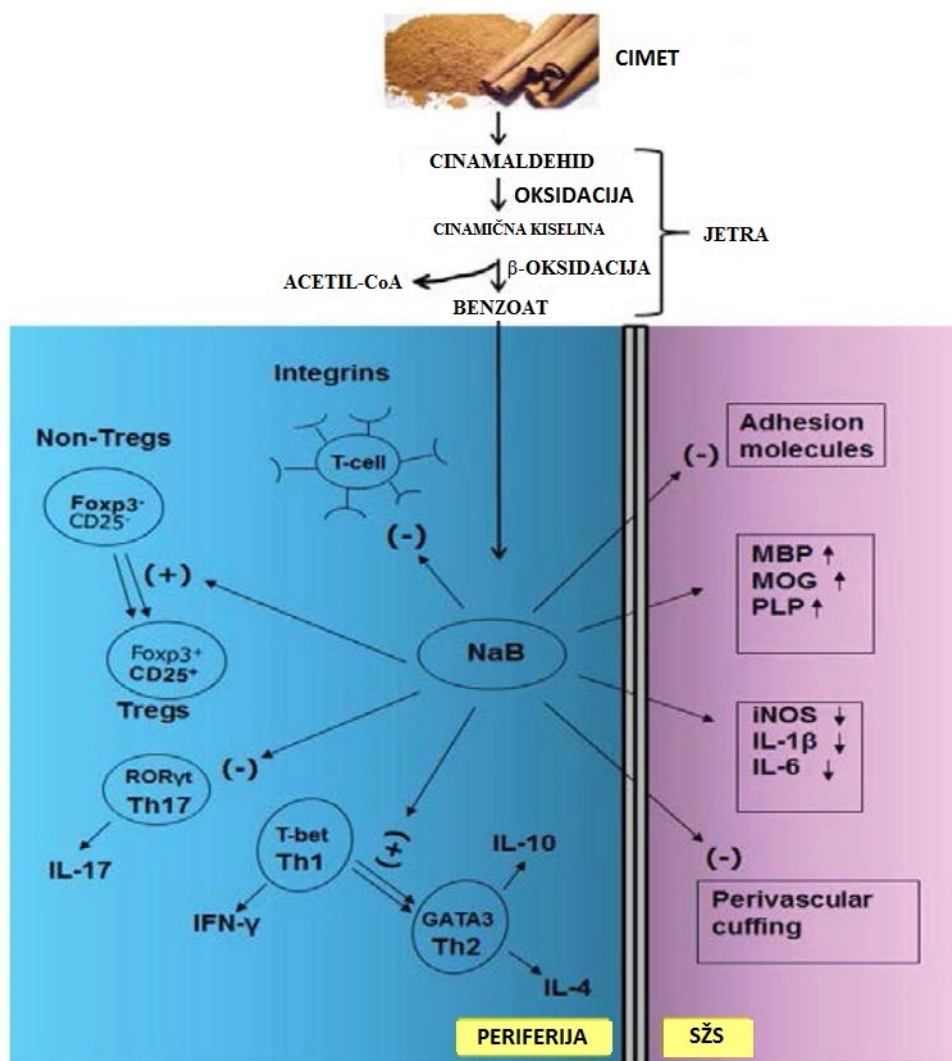 CIMET
CINAMALDEHID
OKSIDACIJA
CINAMIČNA KISELINA
JETRA
β-OKSIDACIJA
ACETIL-CoA
BENZOAT
Integrins
Non-Tregs
T-cell
Foxp3-
CD25-
(-)
(+)
Foxp3+
CD25+
Tregs
NaB
(-)
RORγt
Th17
IL-17
T-bet
Th1
(+)
IFN-γ
IL-10
GATA3
Th2
IL-4
PERIFERIJA
(-)
Adhesion
molecules
MBP ↑
MOG ↑
PLP ↑
iNOS ↓
IL-1β ↓
IL-6 ↓
(-)
Perivascular
cuffing
SŽS